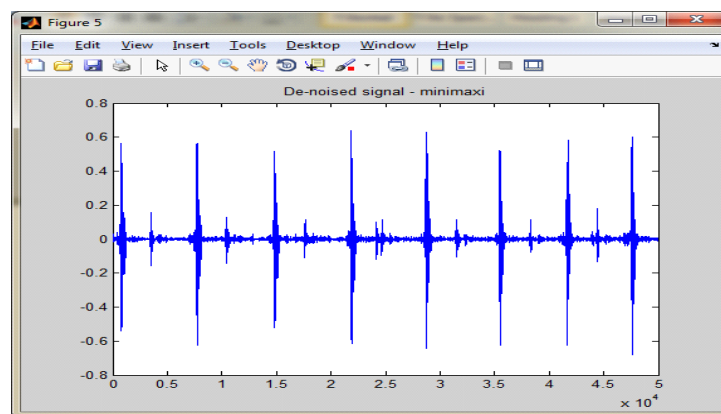 Figure 5
File Edit View Insert Tools Desktop Window Help
De-noised signal - minimaxi
0.8
0.6
0.4
0.2
0
-0.2
-0.4
-0.6
-0.8
0 0.5 1 1.5 2 2.5 3 3.5 4 4.5 5
x 10^4